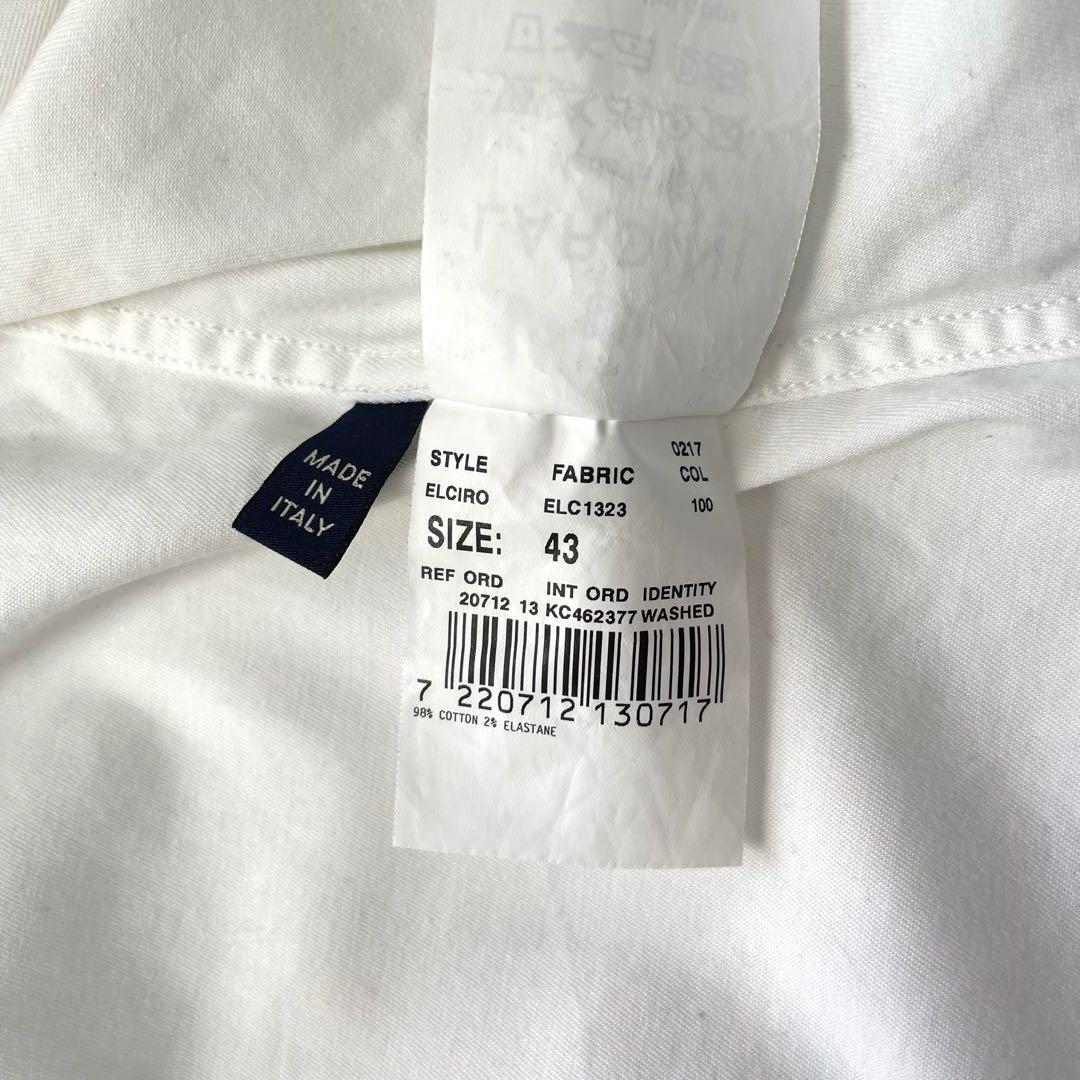 MADE
IN
ITALY
0217
STYLE FABRIC COL
ELCIRO ELC1323 100
SIZE: 43
REF ORD INT ORD IDENTITY
20712 13 KC462377 WASHED
7 220712 130717
98% COTTON 2% ELASTANE